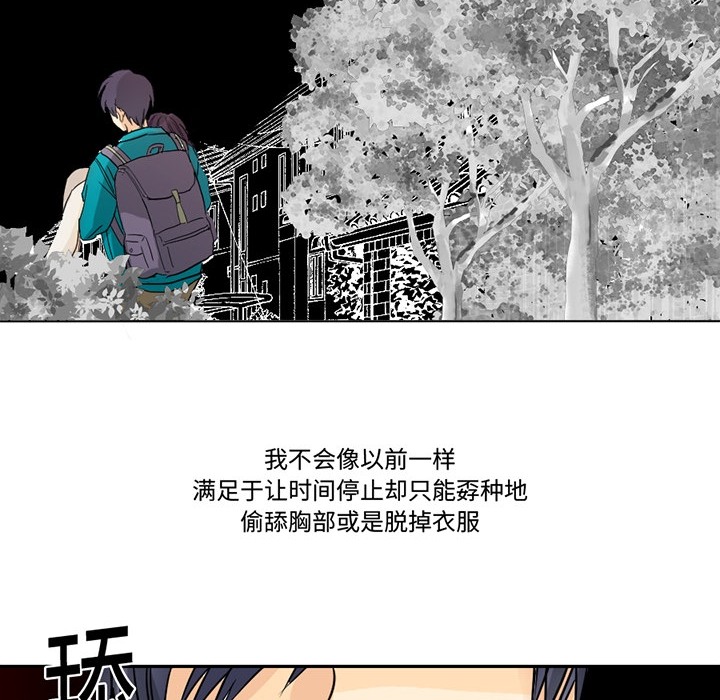 我不会像以前一样
满足于让时间停止却只能孬种地
偷舔胸部或是脱掉衣服
舔